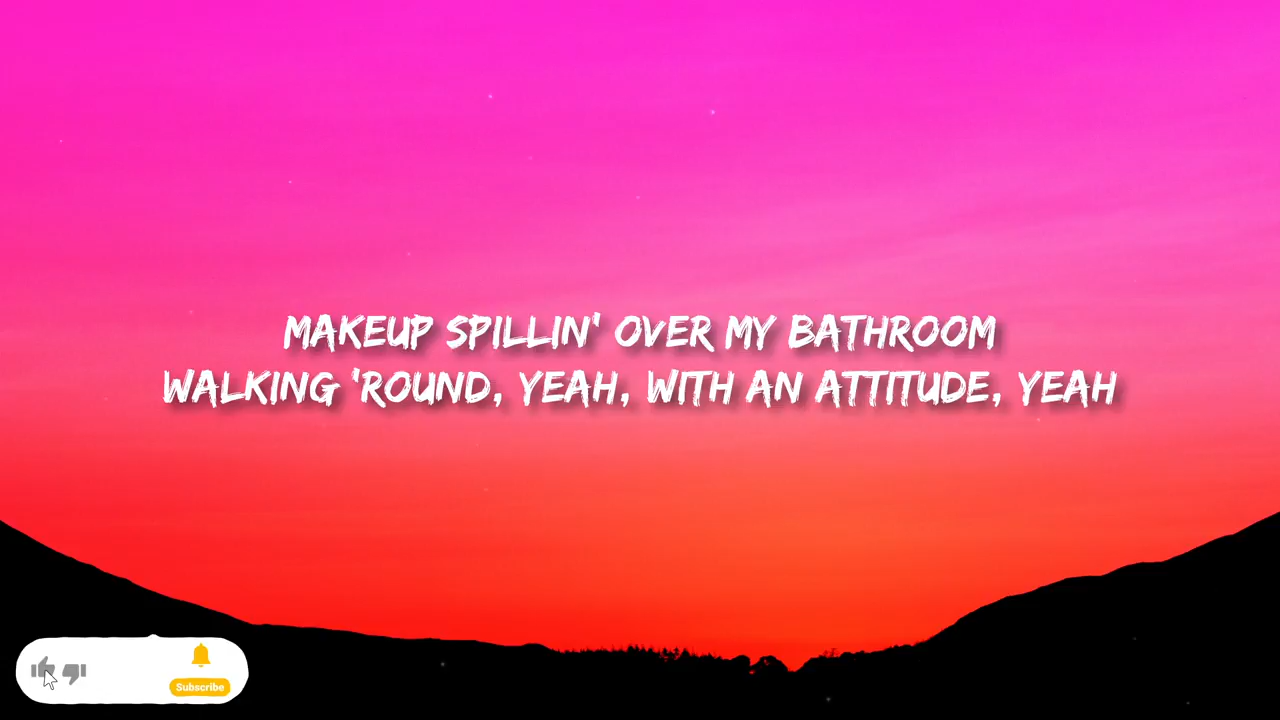 MAKEUP SPILLIN' OVER MY BATHROOM
WALKING 'ROUND, YEAH, WITH AN ATTITUDE, YEAH
Subscribe